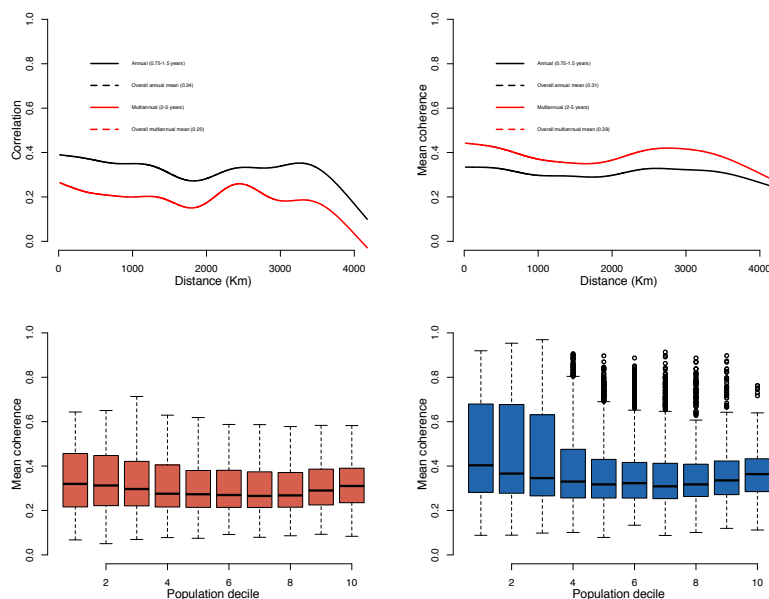 1.0
0.8
0.6
0.4
0.2
0.0
Correlation
Annual (0.75-1.5 years)
Overall annual mean (0.34)
Multiannual (2-5 years)
Overall multiannual mean (0.20)
0 1000 2000 3000 4000
Distance (Km)
1.0
0.8
0.6
0.4
0.2
0.0
Mean coherence
Annual (0.75-1.5 years)
Overall annual mean (0.31)
Multiannual (2-5 years)
Overall multiannual mean (0.39)
0 1000 2000 3000 4000
Distance (Km)
1.0
0.8
0.6
0.4
0.2
0.0
Mean coherence
2 4 6 8 10
Population decile
1.0
0.8
0.6
0.4
0.2
0.0
Mean coherence
2 4 6 8 10
Population decile